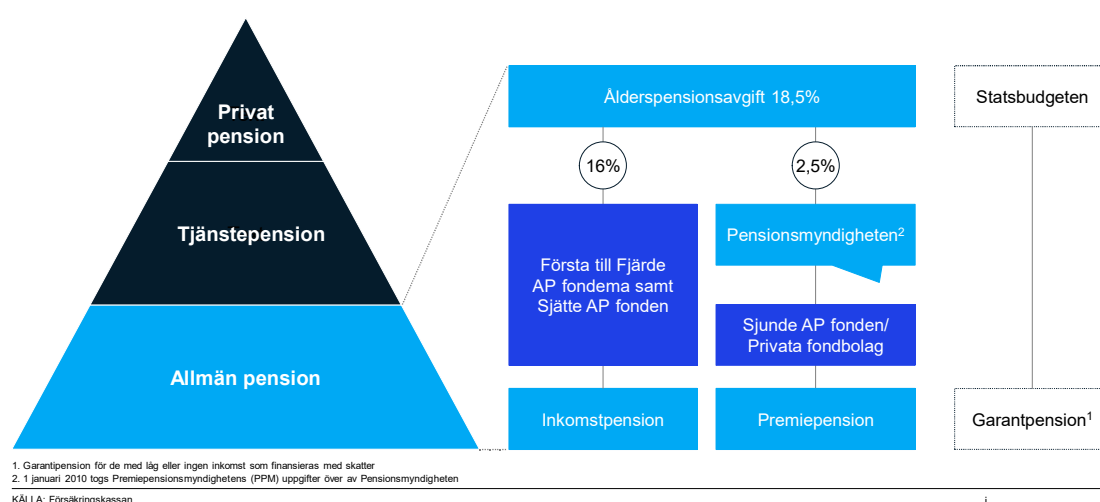 Privat
pension
Tjänstepension
Allmän pension
Ålderspensionsavgift 18,5%
16%
2,5%
Första till Fjärde
AP fonderna samt
Sjätte AP fonden
Pensionsmyndigheten2
Sjunde AP fonden/
Privata fondbolag
Inkomstpension
Premiepension
Statsbudgeten
Garantpension1
1. Garantipension för de med låg eller ingen inkomst som finansieras med skatter
2. 1 januari 2010 togs Premiepensionsmyndighetens (PPM) uppgifter över av Pensionsmyndigheten
KÄLLA: Försäkringskassan